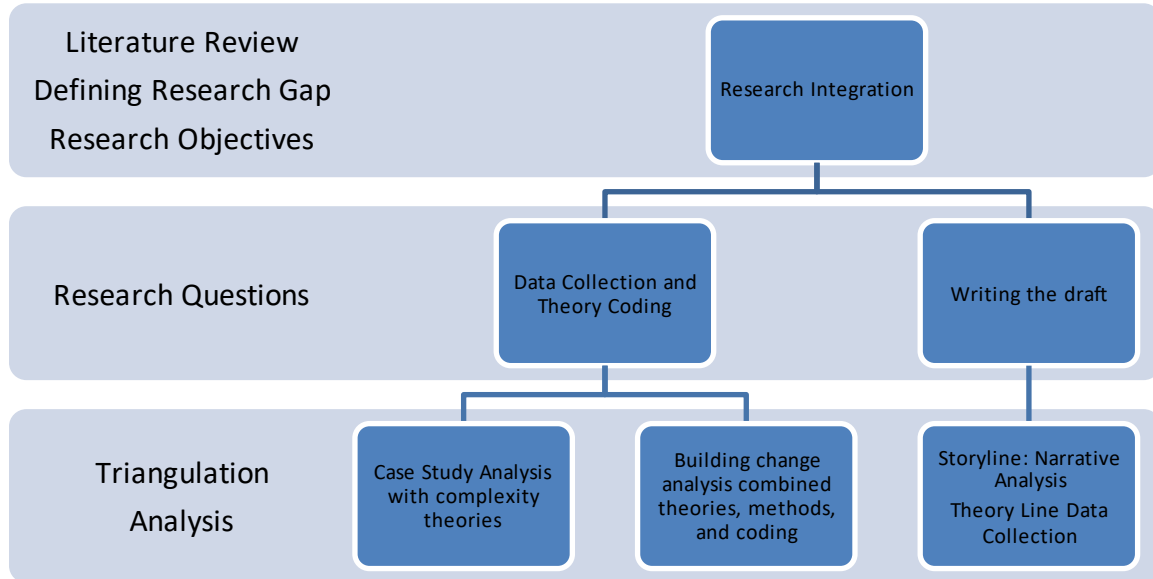 Literature Review
Defining Research Gap
Research Objectives
Research Integration
Research Questions
Data Collection and
Theory Coding
Writing the draft
Triangulation
Analysis
Case Study Analysis
with complexity
theories
Building change
analysis combined
theories, methods,
and coding
Storyline: Narrative
Analysis
Theory Line Data
Collection